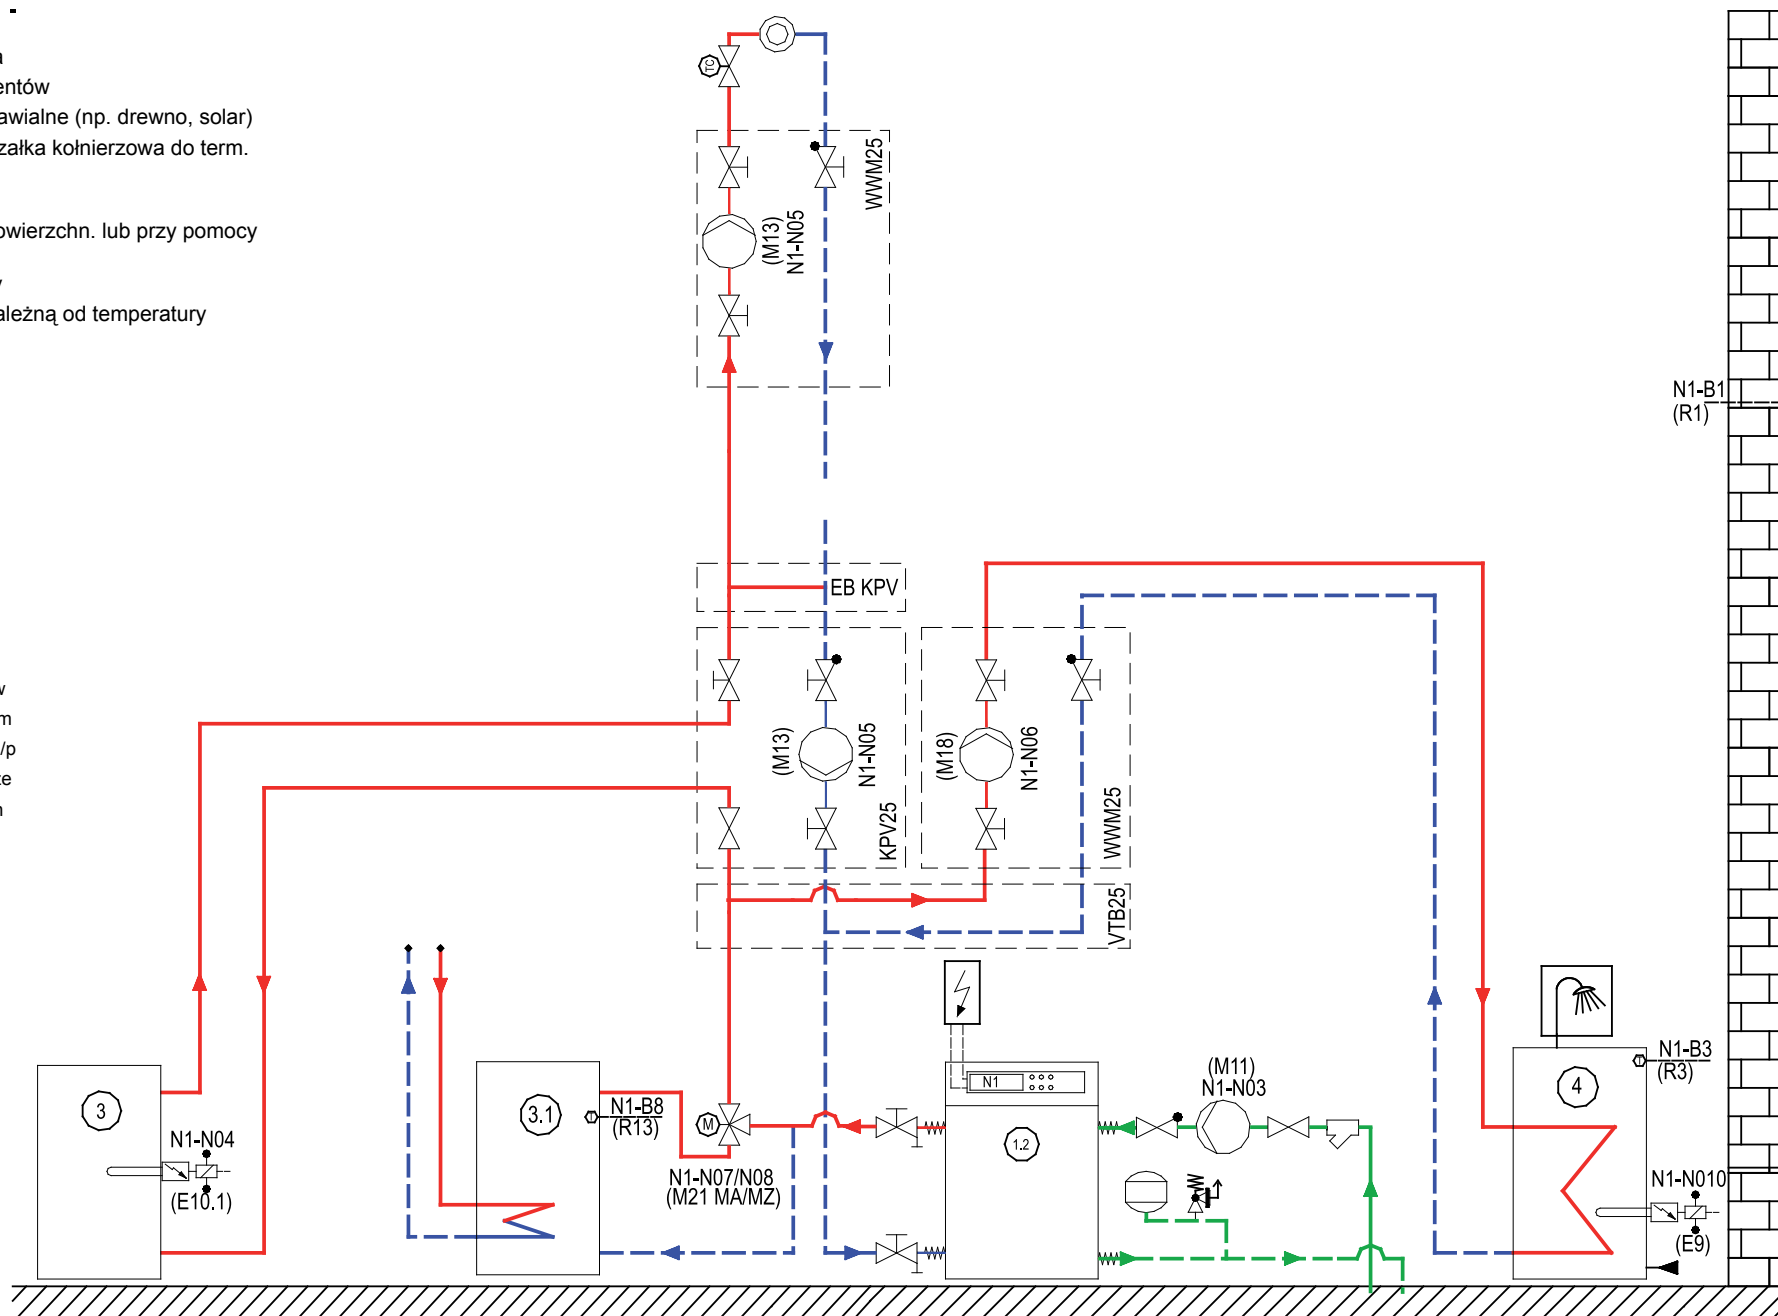 entów
awialne (np. drewno, solar)
załka kołnierzowa do term.
owierzchn. lub przy pomocy
ależną od temperatury
w
m
/p
że
n
TC
WWM25
(M13)
N1-N05
N1-B1
(R1)
EB KPV
(M13)
N1-N05
KPV25
(M18)
N1-N06
WWM25
VTB25
3
N1-N04
(E10.1)
3.1
N1-B8
(R13)
M
N1-N07/N08
(M21 MA/MZ)
N1
1.2
(M11)
N1-N03
4
T
N1-B3
(R3)
N1-N010
(E9)